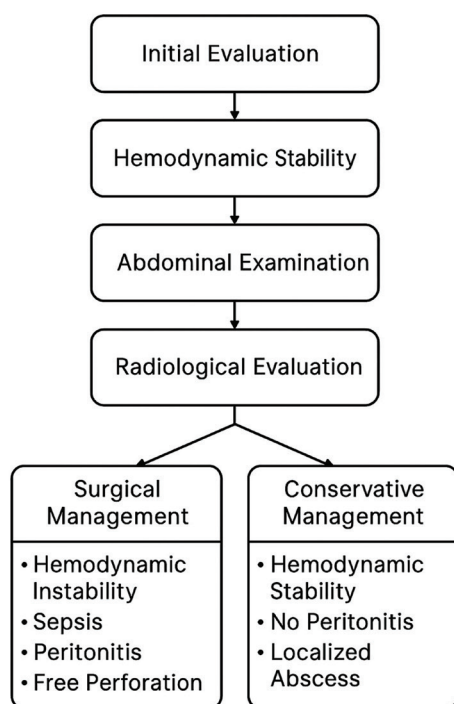 Initial Evaluation
Hemodynamic Stability
Abdominal Examination
Radiological Evaluation
Surgical
Management
• Hemodynamic
Instability
• Sepsis
• Peritonitis
• Free Perforation
Conservative
Management
• Hemodynamic
Stability
• No Peritonitis
• Localized
Abscess